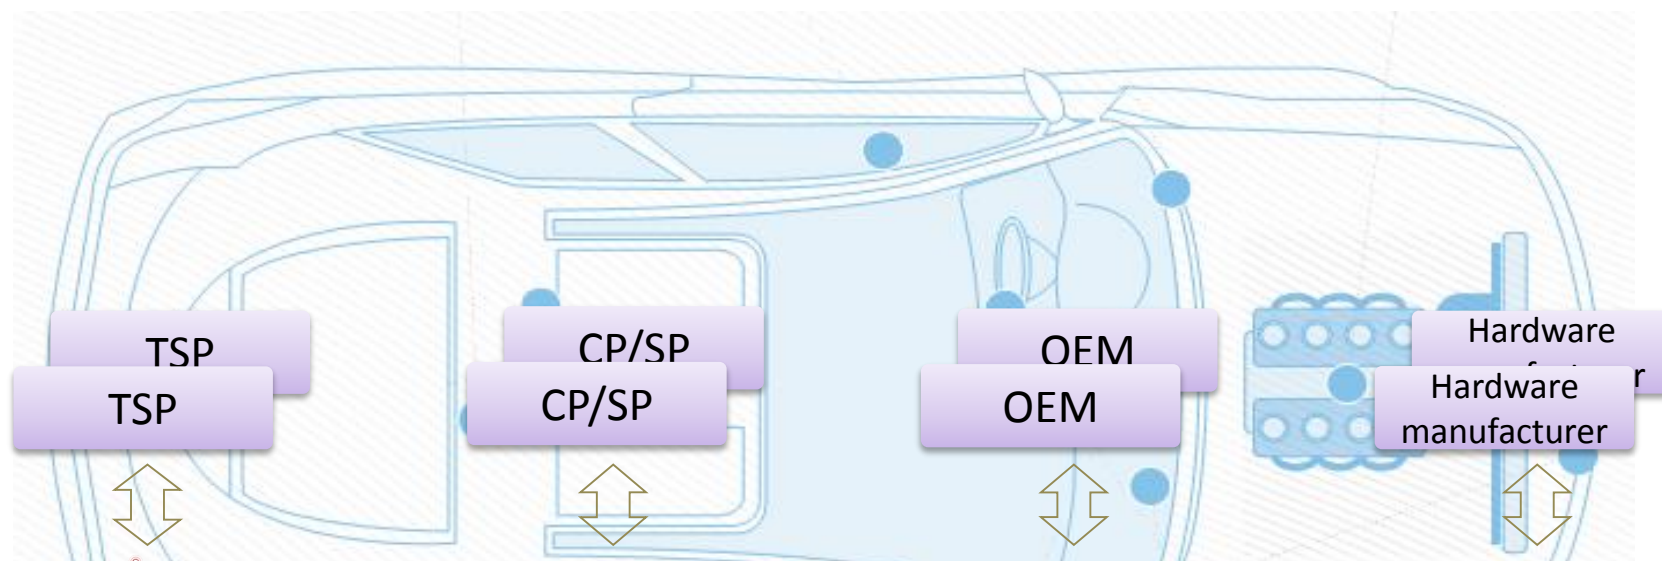 TSP
CP/SP
OEM
Hardware
TSP
CP/SP
OEM
Hardware
manufacturer